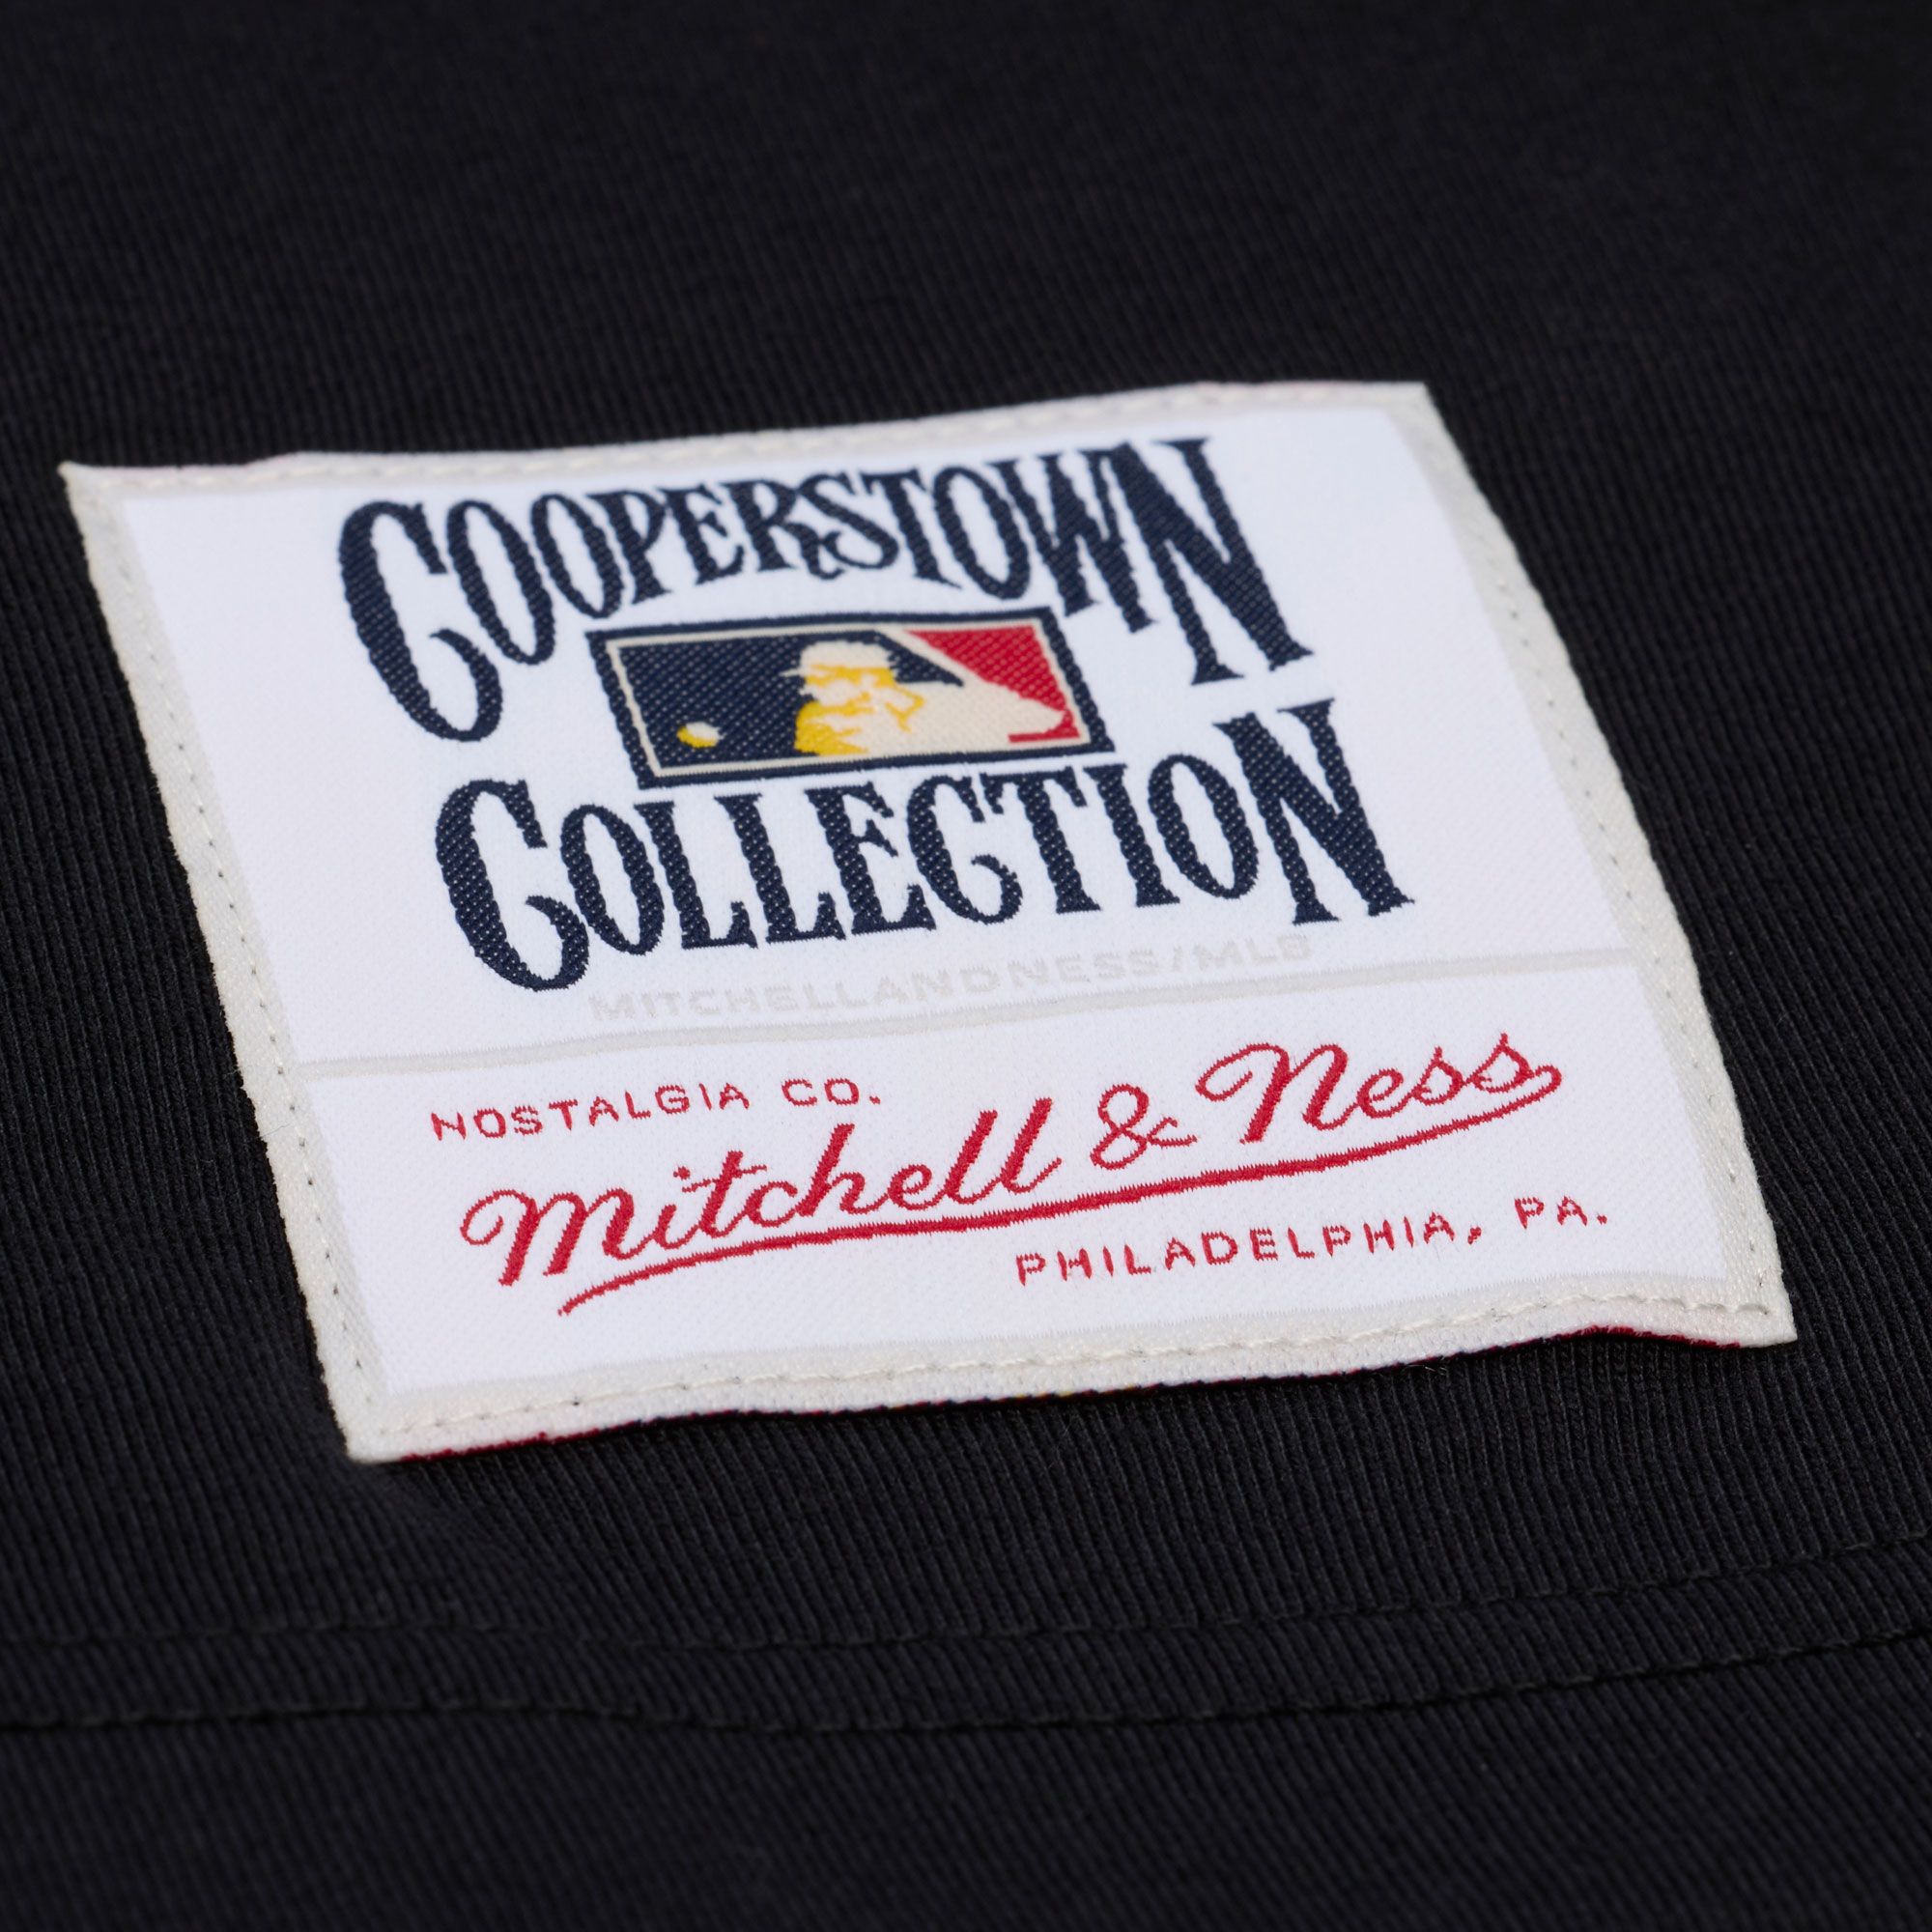 COOPERSTOWN
COLLECTION
MITCHELLANDNESS/MLB
NOSTALGIA CO.
Mitchell & Ness
PHILADELPHIA, PA.